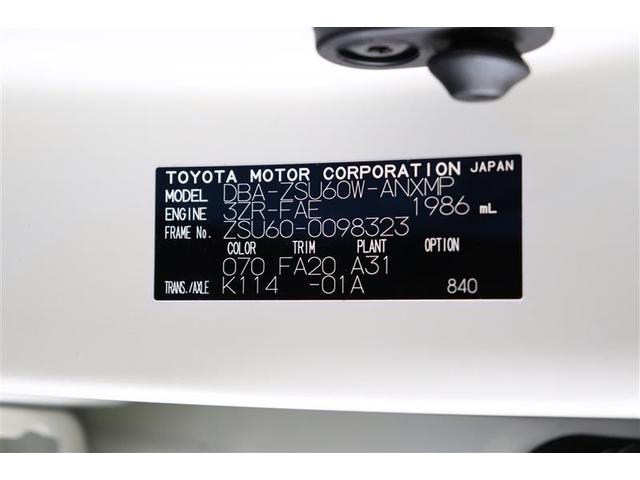 TOYOTA MOTOR CORPORATION JAPAN
MODEL DBA-ZSU60W-ANXMP
ENGINE 3ZR-FAE 1986 mL
FRAME No. ZSU60-0098323
COLOR TRIM PLANT OPTION
070 FA20 A31
TRANS./AXLE K114 -01A 840